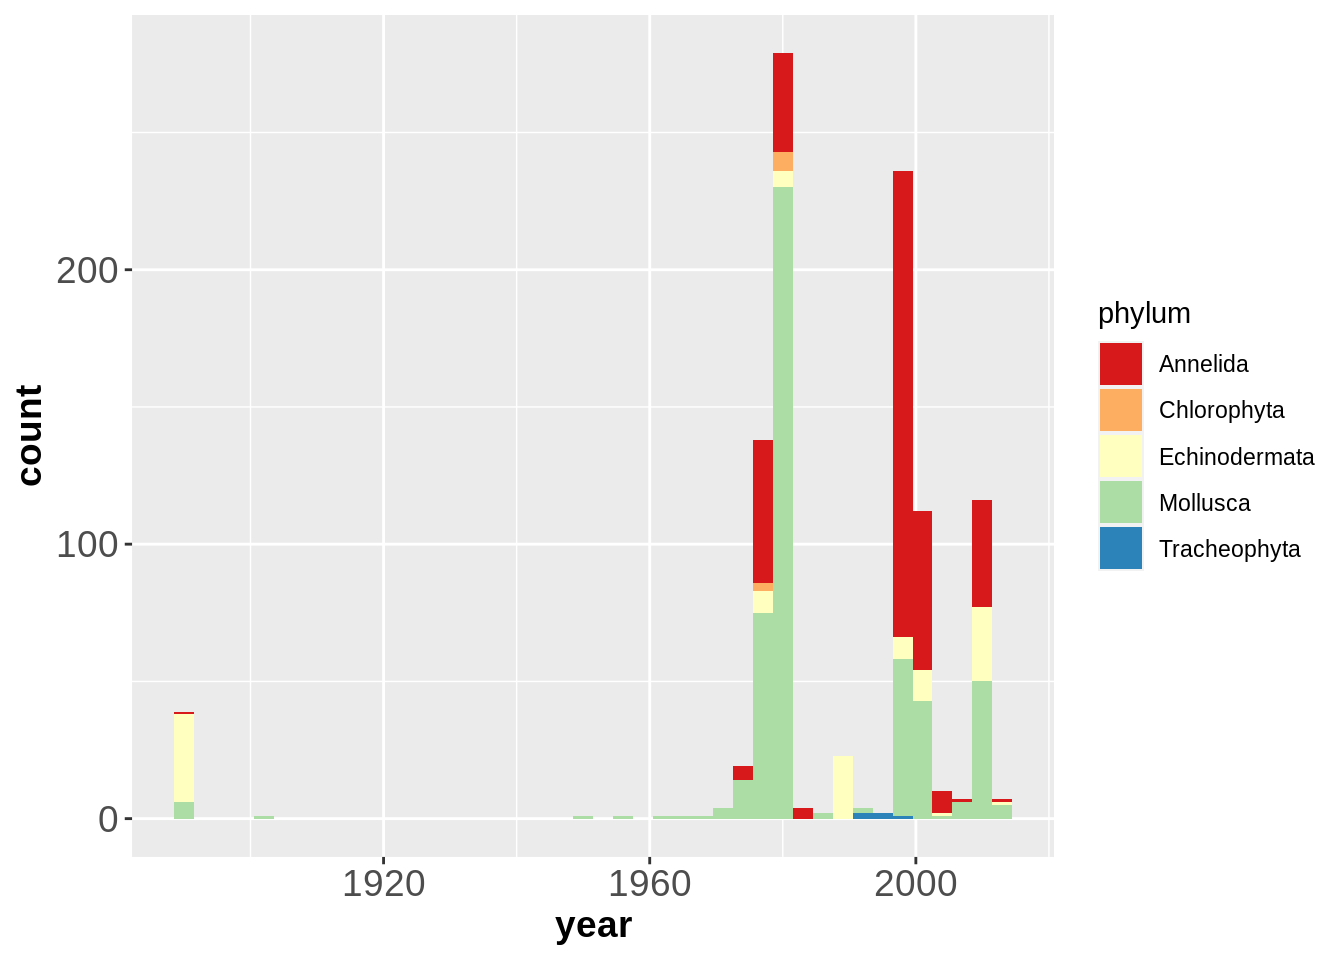 count
200
100
0
1920
1960
2000
year
phylum
Annelida
Chlorophyta
Echinodermata
Mollusca
Tracheophyta